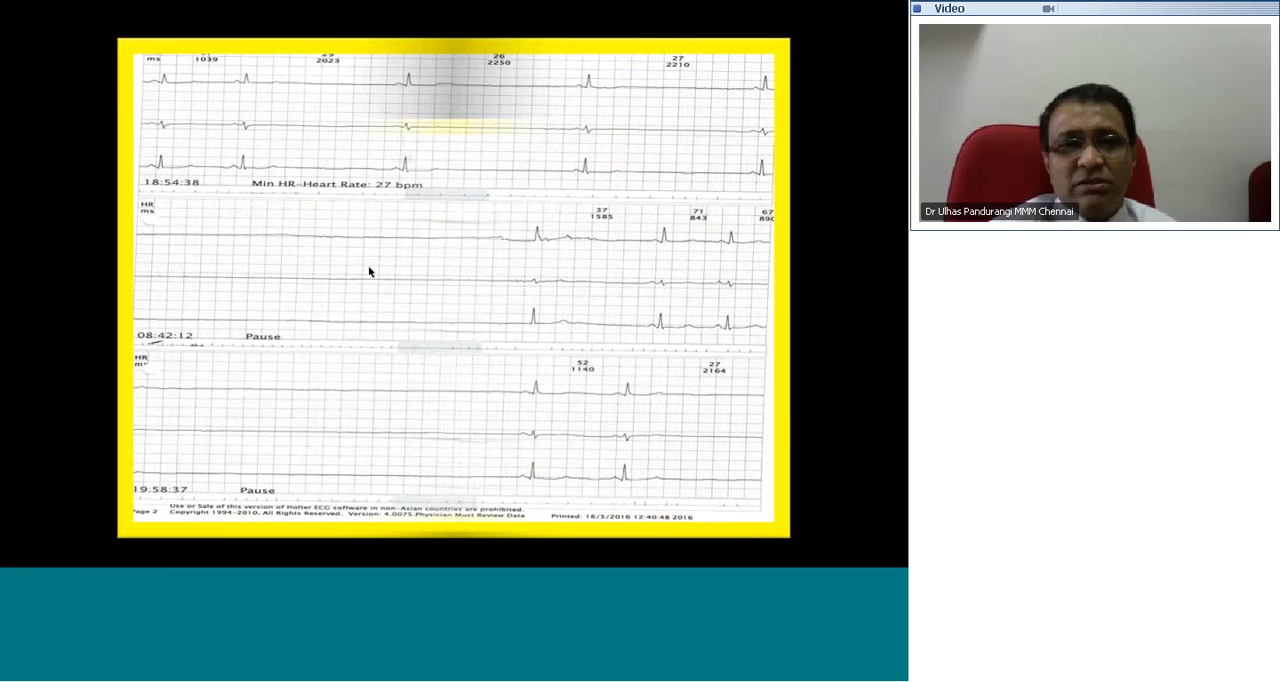 Video
ms
1039 2023 26 2250 27 2210
18:54:38 Min HR-Heart Rate: 27 bpm
HR
ms
37 71 67
1585 843 890
08:42:12 Pause
HR
52 27
1140 2164
19:58:37 Pause
Use or Sale of this version of Holter ECG software in non-Asian countries are prohibited.
Page 2 Copyright 1994-2010, All Rights Reserved. Version: 4.0075.Physician Must Review Data Printed: 16/5/2016 12:40:48 2016
Dr Ulhas Pandurangi MMM Chennai